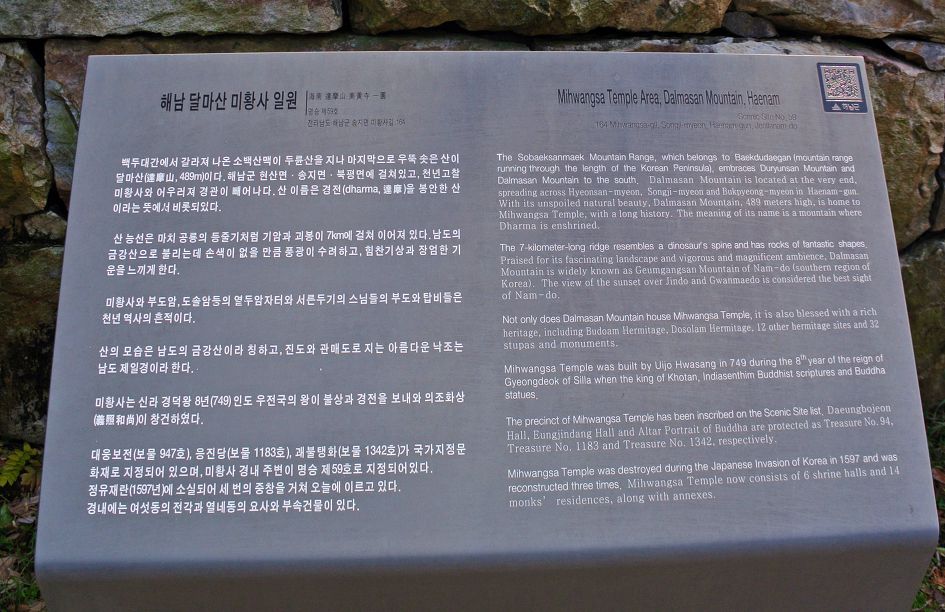 해남 달마산 미황사 일원
海南 達摩山 美黃寺 一圓
명승 제59호
전라남도 해남군 송지면 미황사길 164
백두대간에서 갈라져 나온 소백산맥이 두륜산을 지나 마지막으로 우뚝 솟은 산이
달마산(達摩山, 489m)이다. 해남군 현산면·송지면·북평면에 걸쳐있고, 천년고찰
미황사와 어우러져 경관이 빼어나다. 산 이름은 경전(dharma, 達摩)을 봉안한 산
이라는 뜻에서 비롯되었다.
산 능선은 마치 공룡의 등줄기처럼 기암과 괴봉이 7km에 걸쳐 이어져 있다. 남도의
금강산으로 불리는데 손색이 없을 만큼 풍광이 수려하고, 힘찬기상과 장엄한 기
운을 느끼게 한다.
미황사와 부도암, 도솔암등의 열두암자터와 서른두기의 스님들의 부도와 탑비들은
천년 역사의 흔적이다.
산의 모습은 남도의 금강산이라 칭하고, 진도와 관매도로 지는 아름다운 낙조는
남도 제일경이라 한다.
미황사는 신라 경덕왕 8년(749) 인도 우전국의 왕이 불상과 경전을 보내와 의조화상
(義照和尙)이 창건하였다.
대웅보전(보물 947호), 응진당(보물 1183호), 괘불탱화(보물 1342호)가 국가지정문
화재로 지정되어 있으며, 미황사 경내 주변이 명승 제59호로 지정되어있다.
정유재란(1597년)에 소실되어 세 번의 중창을 거쳐 오늘에 이르고 있다.
경내에는 여섯동의 전각과 열네동의 요사와 부속건물이 있다.
Mihwangsa Temple Area, Dalmasan Mountain, Haenam
Scenic Site No. 59
164 Mihwangsa-gil, Songji-myeon, Haenam-gun, Jeollanam-do
The Sobaeksanmaek Mountain Range, which belongs to Baekdudaegan (mountain range
running through the length of the Korean Peninsula), embraces Duryunsan Mountain and
Dalmasan Mountain to the south. Dalmasan Mountain is located at the very end,
spreading across Hyeonsan-myeon, Songji-myeon and Bukpyeong-myeon in Haenam-gun.
With its unspoiled natural beauty, Dalmasan Mountain, 489 meters high, is home to
Mihwangsa Temple, with a long history. The meaning of its name is a mountain where
Dharma is enshrined.
The 7-kilometer-long ridge resembles a dinosaur's spine and has rocks of fantastic shapes.
Praised for its fascinating landscape and vigorous and magnificent ambience, Dalmasan
Mountain is widely known as Geumgangsan Mountain of Nam-do (southern region of
Korea). The view of the sunset over Jindo and Gwanmaedo is considered the best sight
of Nam-do.
Not only does Dalmasan Mountain house Mihwangsa Temple, it is also blessed with a rich
heritage, including Budoam Hermitage, Dosolam Hermitage, 12 other hermitage sites and 32
stupas and monuments.
Mihwangsa Temple was built by Uijo Hwasang in 749 during the 8th year of the reign of
Gyeongdeok of Silla when the king of Khotan, Indiasenthim Buddhist scriptures and Buddha
statues.
The precinct of Mihwangsa Temple has been inscribed on the Scenic Site list. Daeungbojeon
Hall, Eungjindang Hall and Altar Portrait of Buddha are protected as Treasure No. 94,
Treasure No. 1183 and Treasure No. 1342, respectively.
Mihwangsa Temple was destroyed during the Japanese Invasion of Korea in 1597 and was
reconstructed three times. Mihwangsa Temple now consists of 6 shrine halls and 14
monks' residences, along with annexes.
해남군